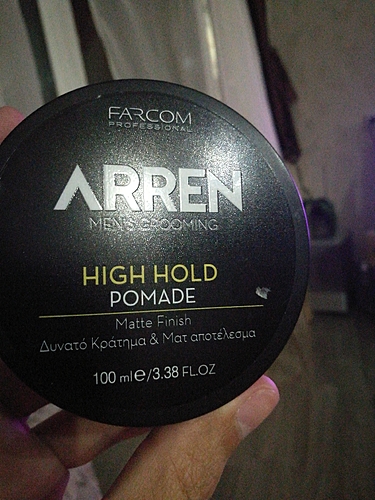 FARCOM
PROFESSIONAL
ARREN
MEN'S GROOMING
HIGH HOLD
POMADE
Matte Finish
Δυνατό Κράτημα & Ματ αποτέλεσμα
100 ml℮/3.38 FL.OZ